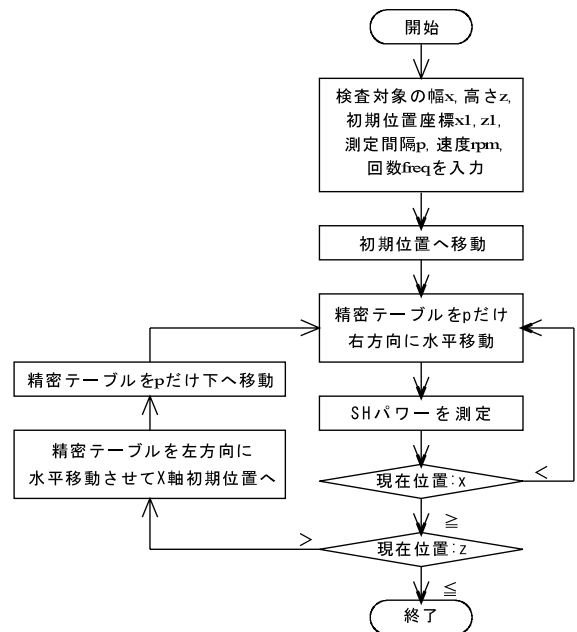 開始
検査対象の幅x, 高さz,
初期位置座標x1, z1,
測定間隔p, 速度rpm,
回数freqを入力
初期位置へ移動
精密テーブルをpだけ
右方向に水平移動
精密テーブルをpだけ下へ移動
SHパワーを測定
精密テーブルを左方向に
水平移動させてX軸初期位置へ
現在位置:x
<
≧
現在位置:z
>
≦
終了